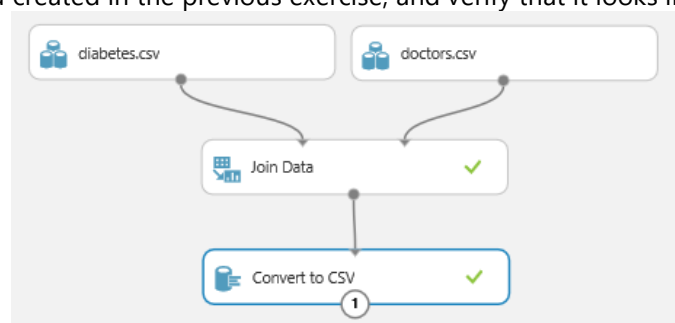 created in the previous exercise, and verify that it looks
diabetes.csv
doctors.csv
Join Data
Convert to CSV
1